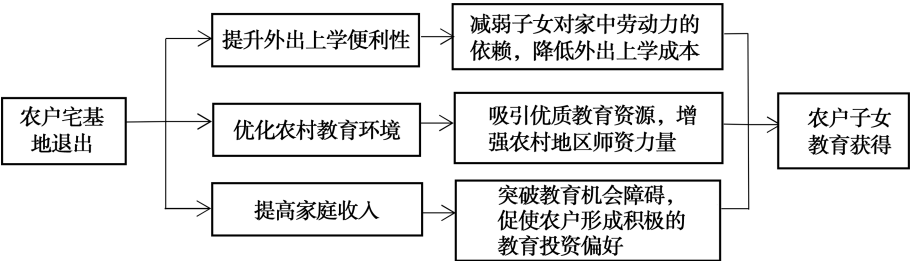 农户宅基
地退出
提升外出上学便利性
减弱子女对家中劳动力的
依赖，降低外出上学成本
优化农村教育环境
吸引优质教育资源，增
强农村地区师资力量
提高家庭收入
突破教育机会障碍，
促使农户形成积极的
教育投资偏好
农户子女
教育获得